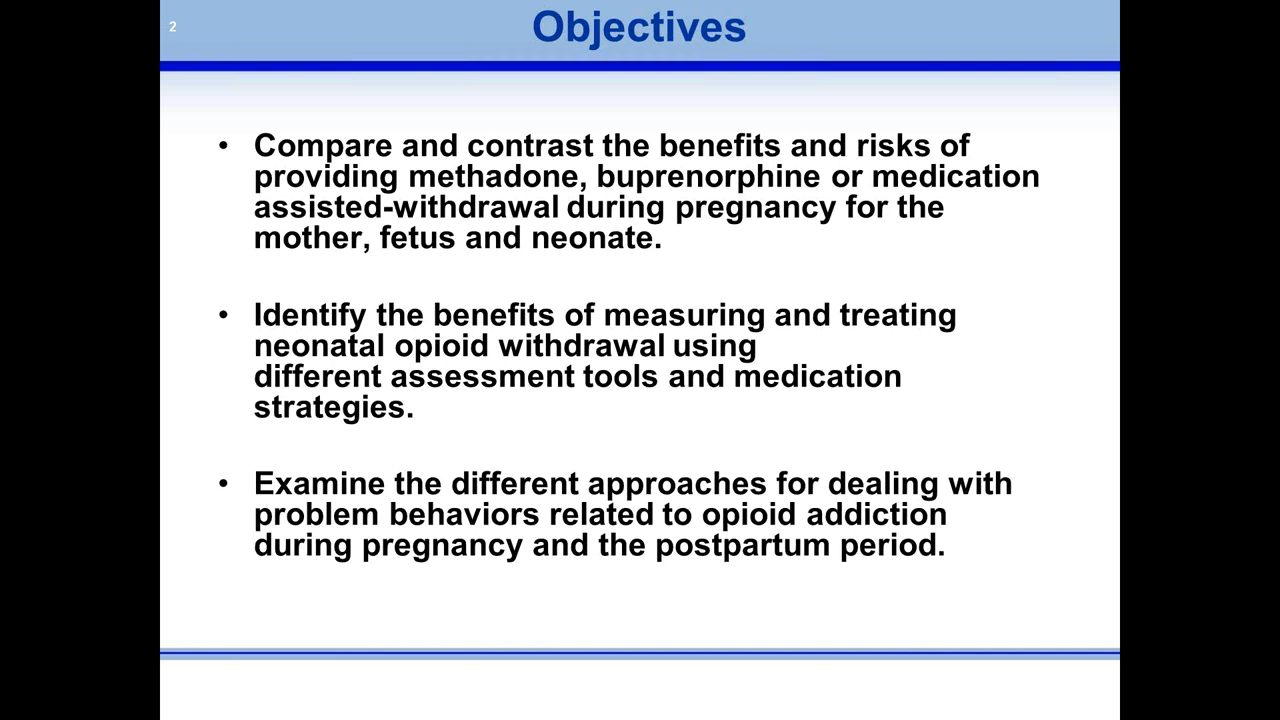 2
Objectives
• Compare and contrast the benefits and risks of
providing methadone, buprenorphine or medication
assisted-withdrawal during pregnancy for the
mother, fetus and neonate.
• Identify the benefits of measuring and treating
neonatal opioid withdrawal using
different assessment tools and medication
strategies.
• Examine the different approaches for dealing with
problem behaviors related to opioid addiction
during pregnancy and the postpartum period.